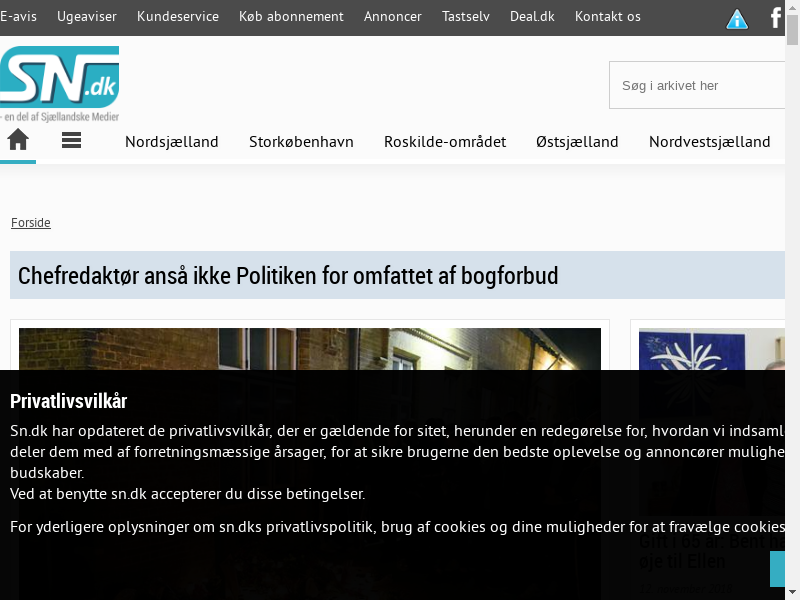 E-avis Ugeaviser Kundeservice Køb abonnement Annoncer Tastselv Deal.dk Kontakt os
SN.dk
- en del af Sjællandske Medier
Søg i arkivet her
Nordsjælland Storkøbenhavn Roskilde-området Østsjælland Nordvestsjælland
Forside
Chefredaktør anså ikke Politiken for omfattet af bogforbud
Privatlivsvilkår
Sn.dk har opdateret de privatlivsvilkår, der er gældende for sitet, herunder en redegørelse for, hvordan vi indsaml
deler dem med af forretningsmæssige årsager, for at sikre brugerne den bedste oplevelse og annoncører mulighe
budskaber.
Ved at benytte sn.dk accepterer du disse betingelser.
For yderligere oplysninger om sn.dks privatlivspolitik, brug af cookies og dine muligheder for at fravælge cookies
Gift i 65 år: Bent
øje til Ellen